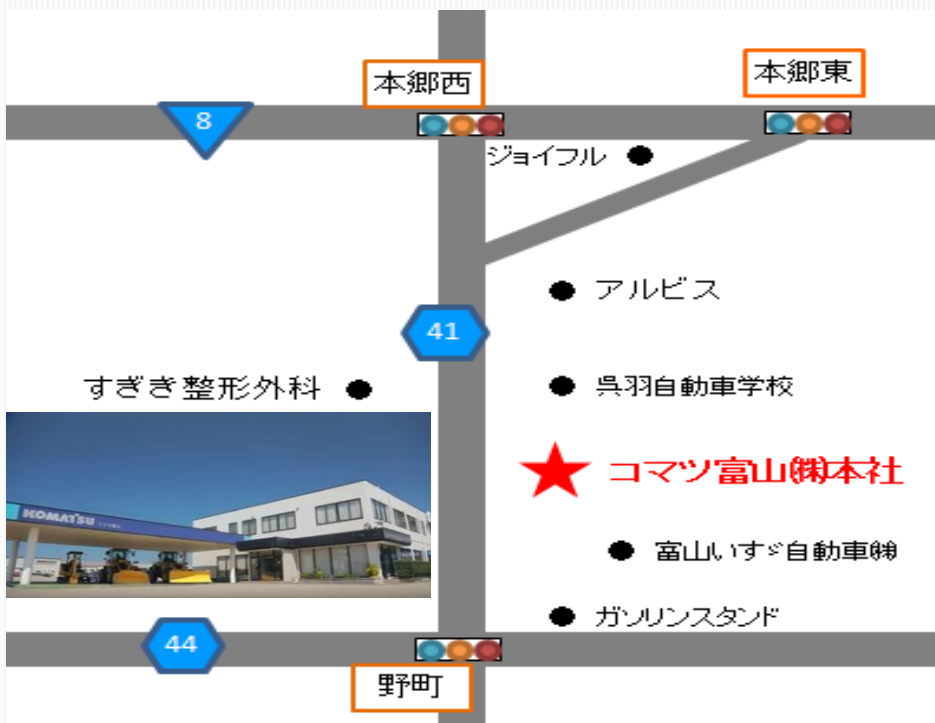 本郷西
本郷東
8
ジョイフル
アルビス
41
すぎき整形外科
呉羽自動車学校
コマツ富山㈱本社
KOMATSU
富山いすゞ自動車㈱
ガソリンスタンド
44
野町